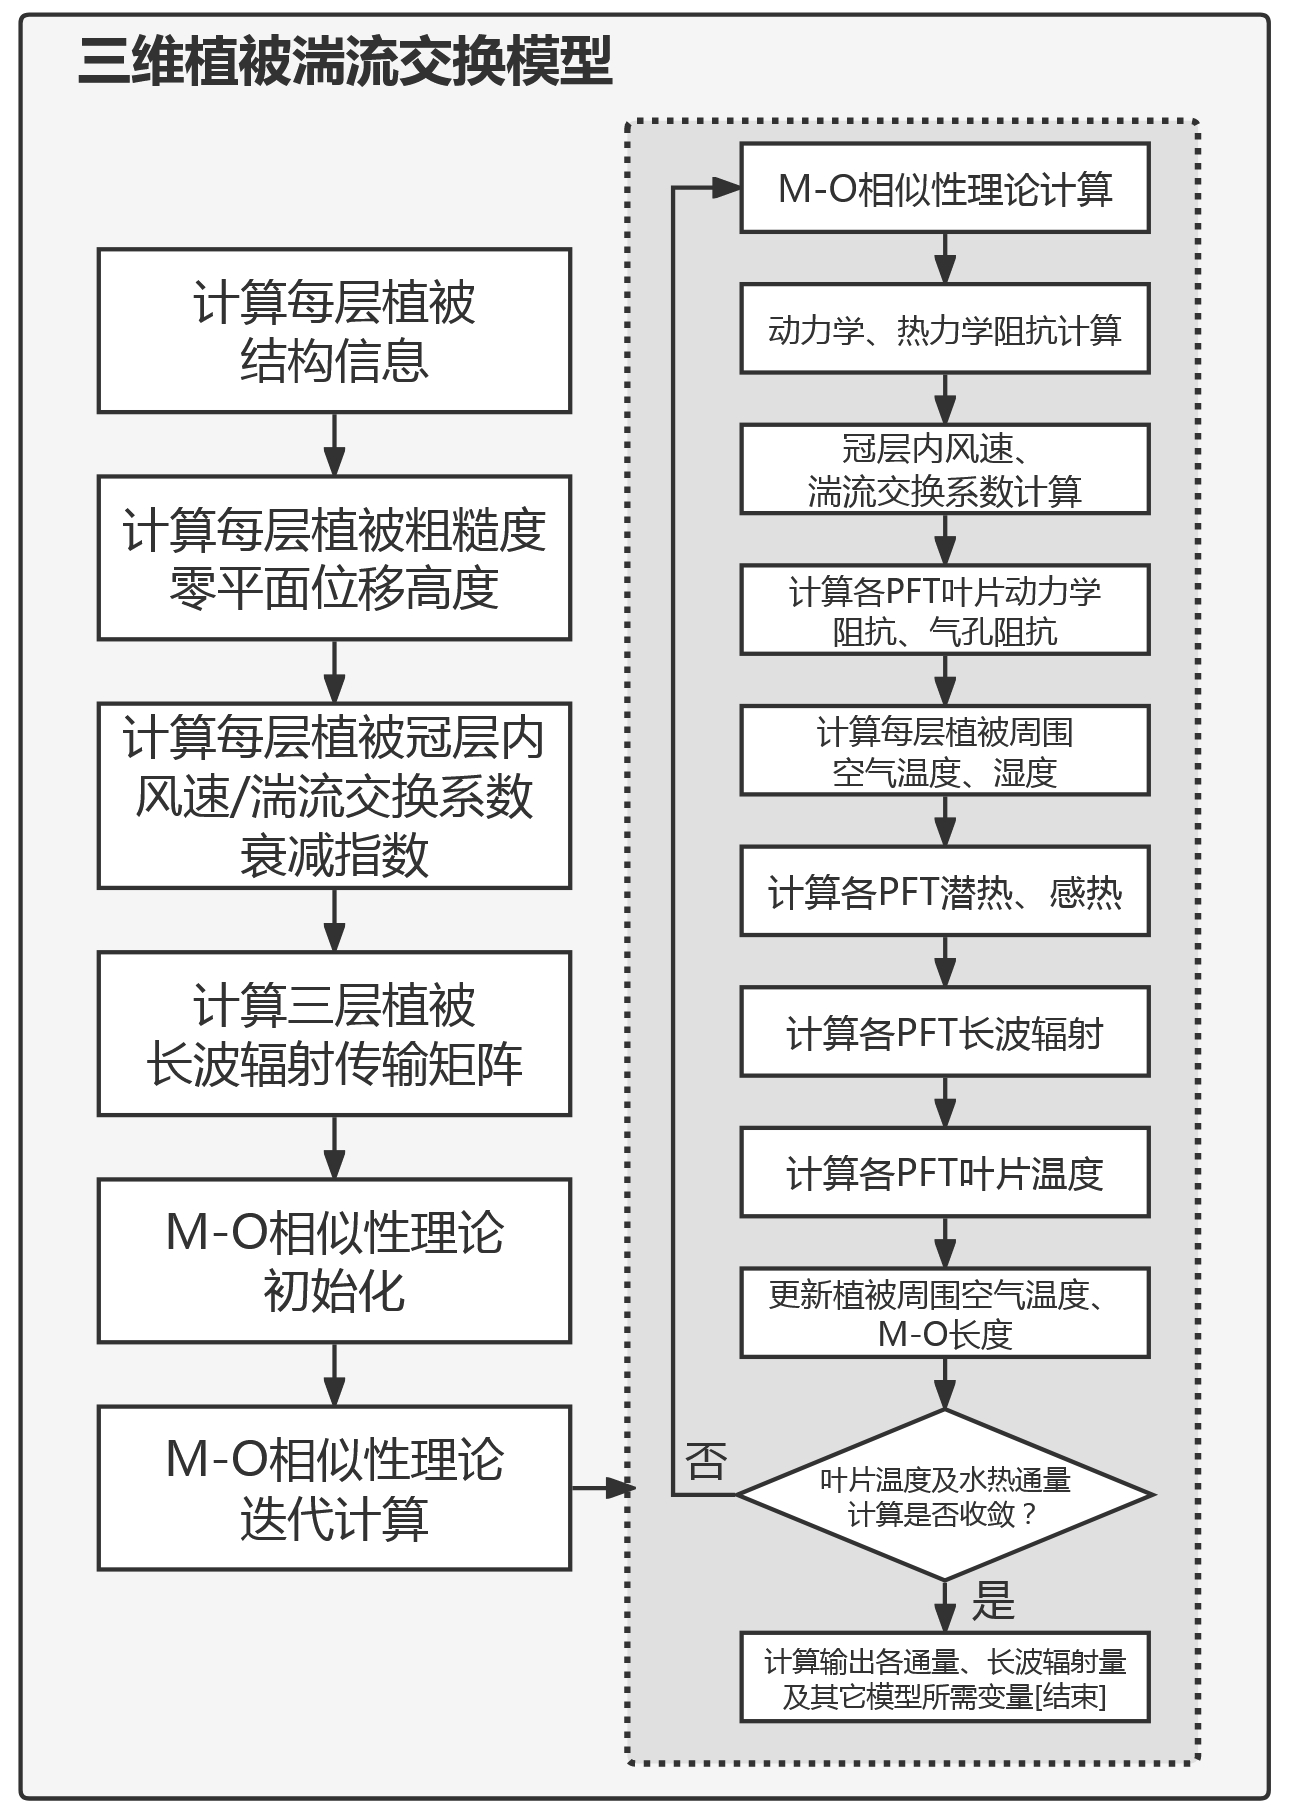 三维植被湍流交换模型
计算每层植被
结构信息
计算每层植被粗糙度
零平面位移高度
计算每层植被冠层内
风速/湍流交换系数
衰减指数
计算三层植被
长波辐射传输矩阵
M-O相似性理论
初始化
M-O相似性理论
迭代计算
M-O相似性理论计算
动力学、热力学阻抗计算
冠层内风速、
湍流交换系数计算
计算各PFT叶片动力学
阻抗、气孔阻抗
计算每层植被周围
空气温度、湿度
计算各PFT潜热、感热
计算各PFT长波辐射
计算各PFT叶片温度
更新植被周围空气温度、
M-O长度
否
叶片温度及水热通量
计算是否收敛？
是
计算输出各通量、长波辐射量
及其它模型所需变量[结束]